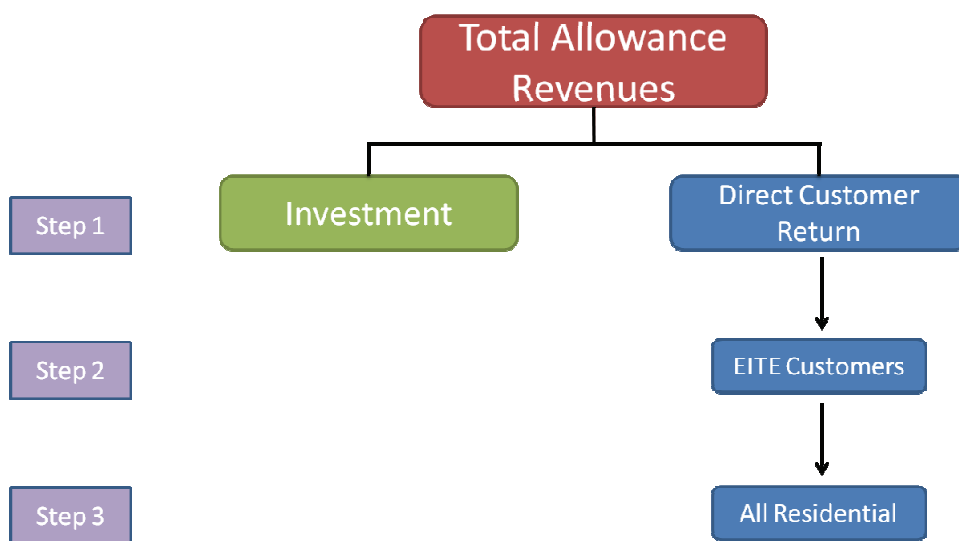 Total Allowance
Revenues
Step 1
Investment
Direct Customer
Return
Step 2
EITE Customers
Step 3
All Residential